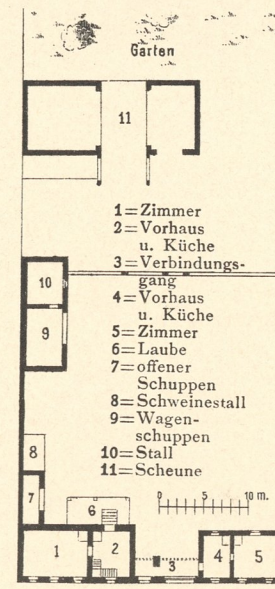 Garten
11
1=Zimmer
2=Vorhaus
u. Küche
3=Verbindungs-
gang
4=Vorhaus
u. Küche
5=Zimmer
6=Laube
7=offener
Schuppen
8=Schweinestall
9=Wagen-
schuppen
10=Stall
11=Scheune
10
9
8
7
6
0 5 10 m.
1 2 3 4 5